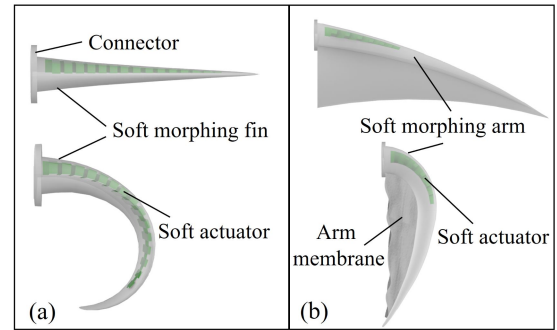 Connector
Soft morphing fin
Soft actuator
(a)
Soft morphing arm
Arm
membrane
Soft actuator
(b)